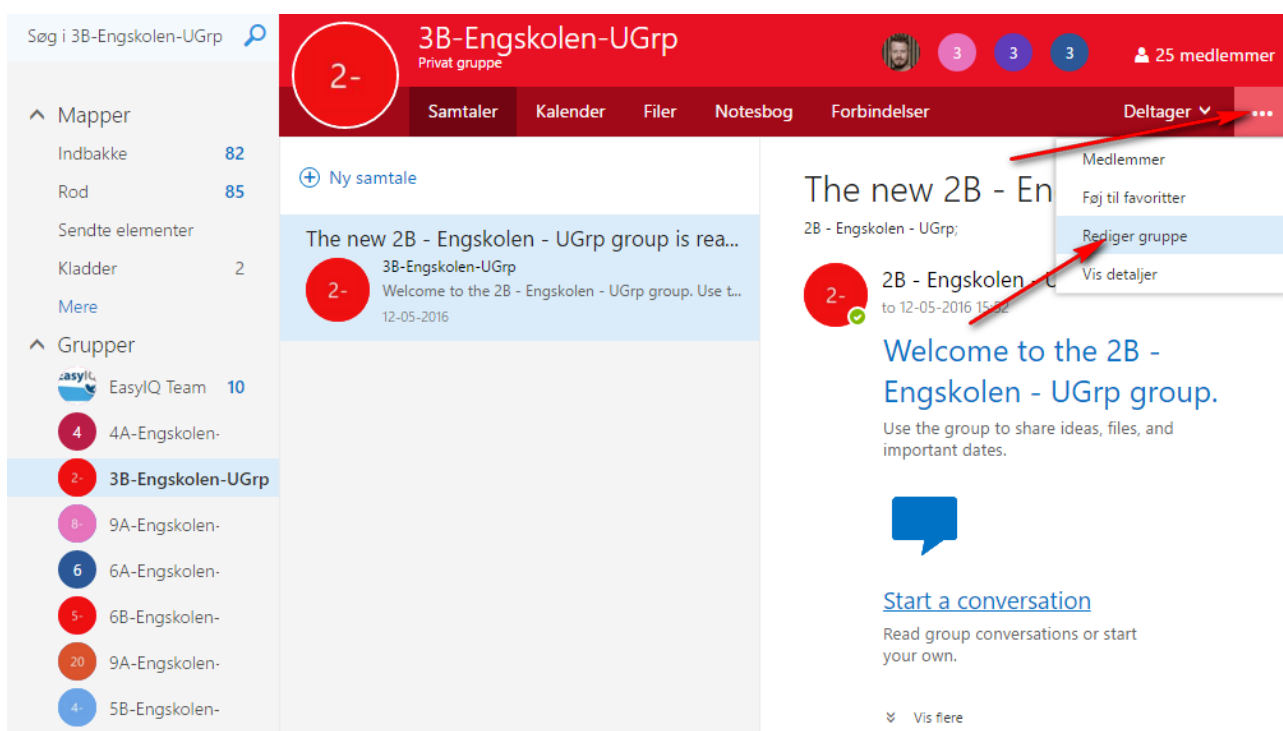 Søg i 3B-Engskolen-UGrp
Mapper
Indbakke 82
Rod 85
Sendte elementer
Kladder 2
Mere
Grupper
EasyIQ Team 10
4 4A-Engskolen-
2- 3B-Engskolen-UGrp
8- 9A-Engskolen-
6 6A-Engskolen-
5- 6B-Engskolen-
20 9A-Engskolen-
4- 5B-Engskolen-
2-
3B-Engskolen-UGrp
Privat gruppe
3 3 3 25 medlemmer
Samtaler Kalender Filer Notesbog Forbindelser Deltager
Medlemmer
Føj til favoritter
Rediger gruppe
Vis detaljer
Ny samtale
The new 2B - Engskolen - UGrp group is rea...
2-
3B-Engskolen-UGrp
Welcome to the 2B - Engskolen - UGrp group. Use t...
12-05-2016
The new 2B - En
2B - Engskolen - UGrp;
2-
2B - Engskolen - U
to 12-05-2016 15:52
Welcome to the 2B -
Engskolen - UGrp group.
Use the group to share ideas, files, and
important dates.
Start a conversation
Read group conversations or start
your own.
Vis flere